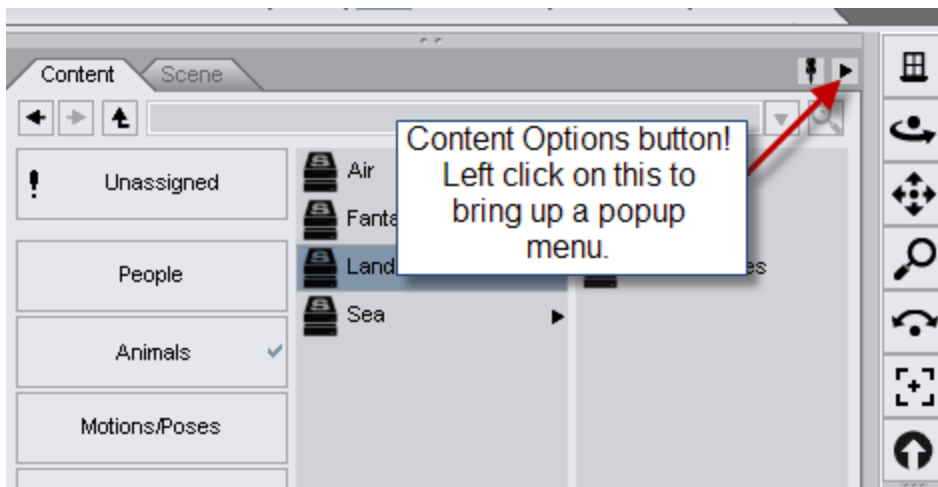 Content
Scene
Content Options button!
Left click on this to
bring up a popup
menu.
Unassigned
Air
People
Land
Animals
Sea
Motions/Poses